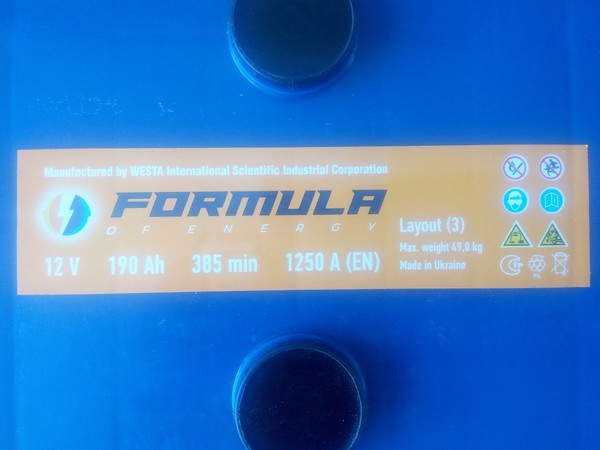 Manufactured by WESTA International Scientific Industrial Corporation
FORMULA
OF ENERGY
12 V 190 Ah 385 min 1250 A (EN)
Layout (3)
Max. weight 49,0 kg
Made in Ukraine
Pb